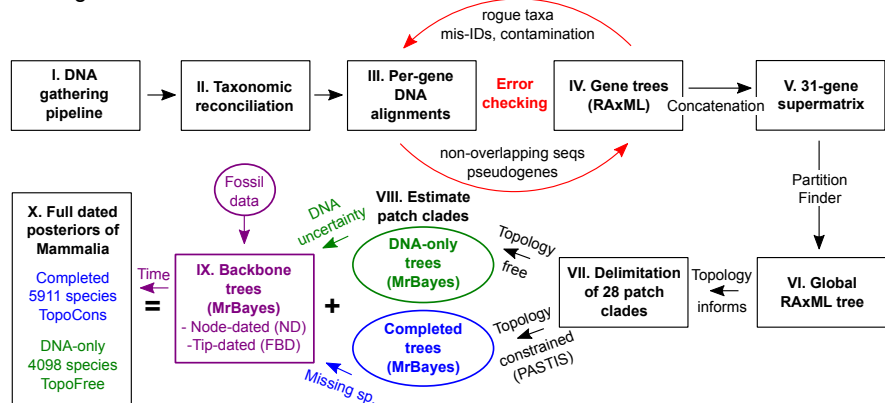 rogue taxa
mis-IDs, contamination
I. DNA
gathering
pipeline
II. Taxonomic
reconciliation
III. Per-gene
DNA
alignments
Error
checking
IV. Gene trees
(RAxML)
Concatenation
V. 31-gene
supermatrix
non-overlapping seqs
pseudogenes
Partition
Finder
VI. Global
RAxML tree
Topology
informs
VII. Delimitation
of 28 patch
clades
Topology
free
Topology
constrained
(PASTIS)
VIII. Estimate
patch clades
DNA-only
trees
(MrBayes)
Completed
trees
(MrBayes)
DNA
uncertainty
Missing sp.
+
Fossil
data
IX. Backbone
trees
(MrBayes)
- Node-dated (ND)
-Tip-dated (FBD)
Time
=
X. Full dated
posteriors of
Mammalia
Completed
5911 species
TopoCons
DNA-only
4098 species
TopoFree